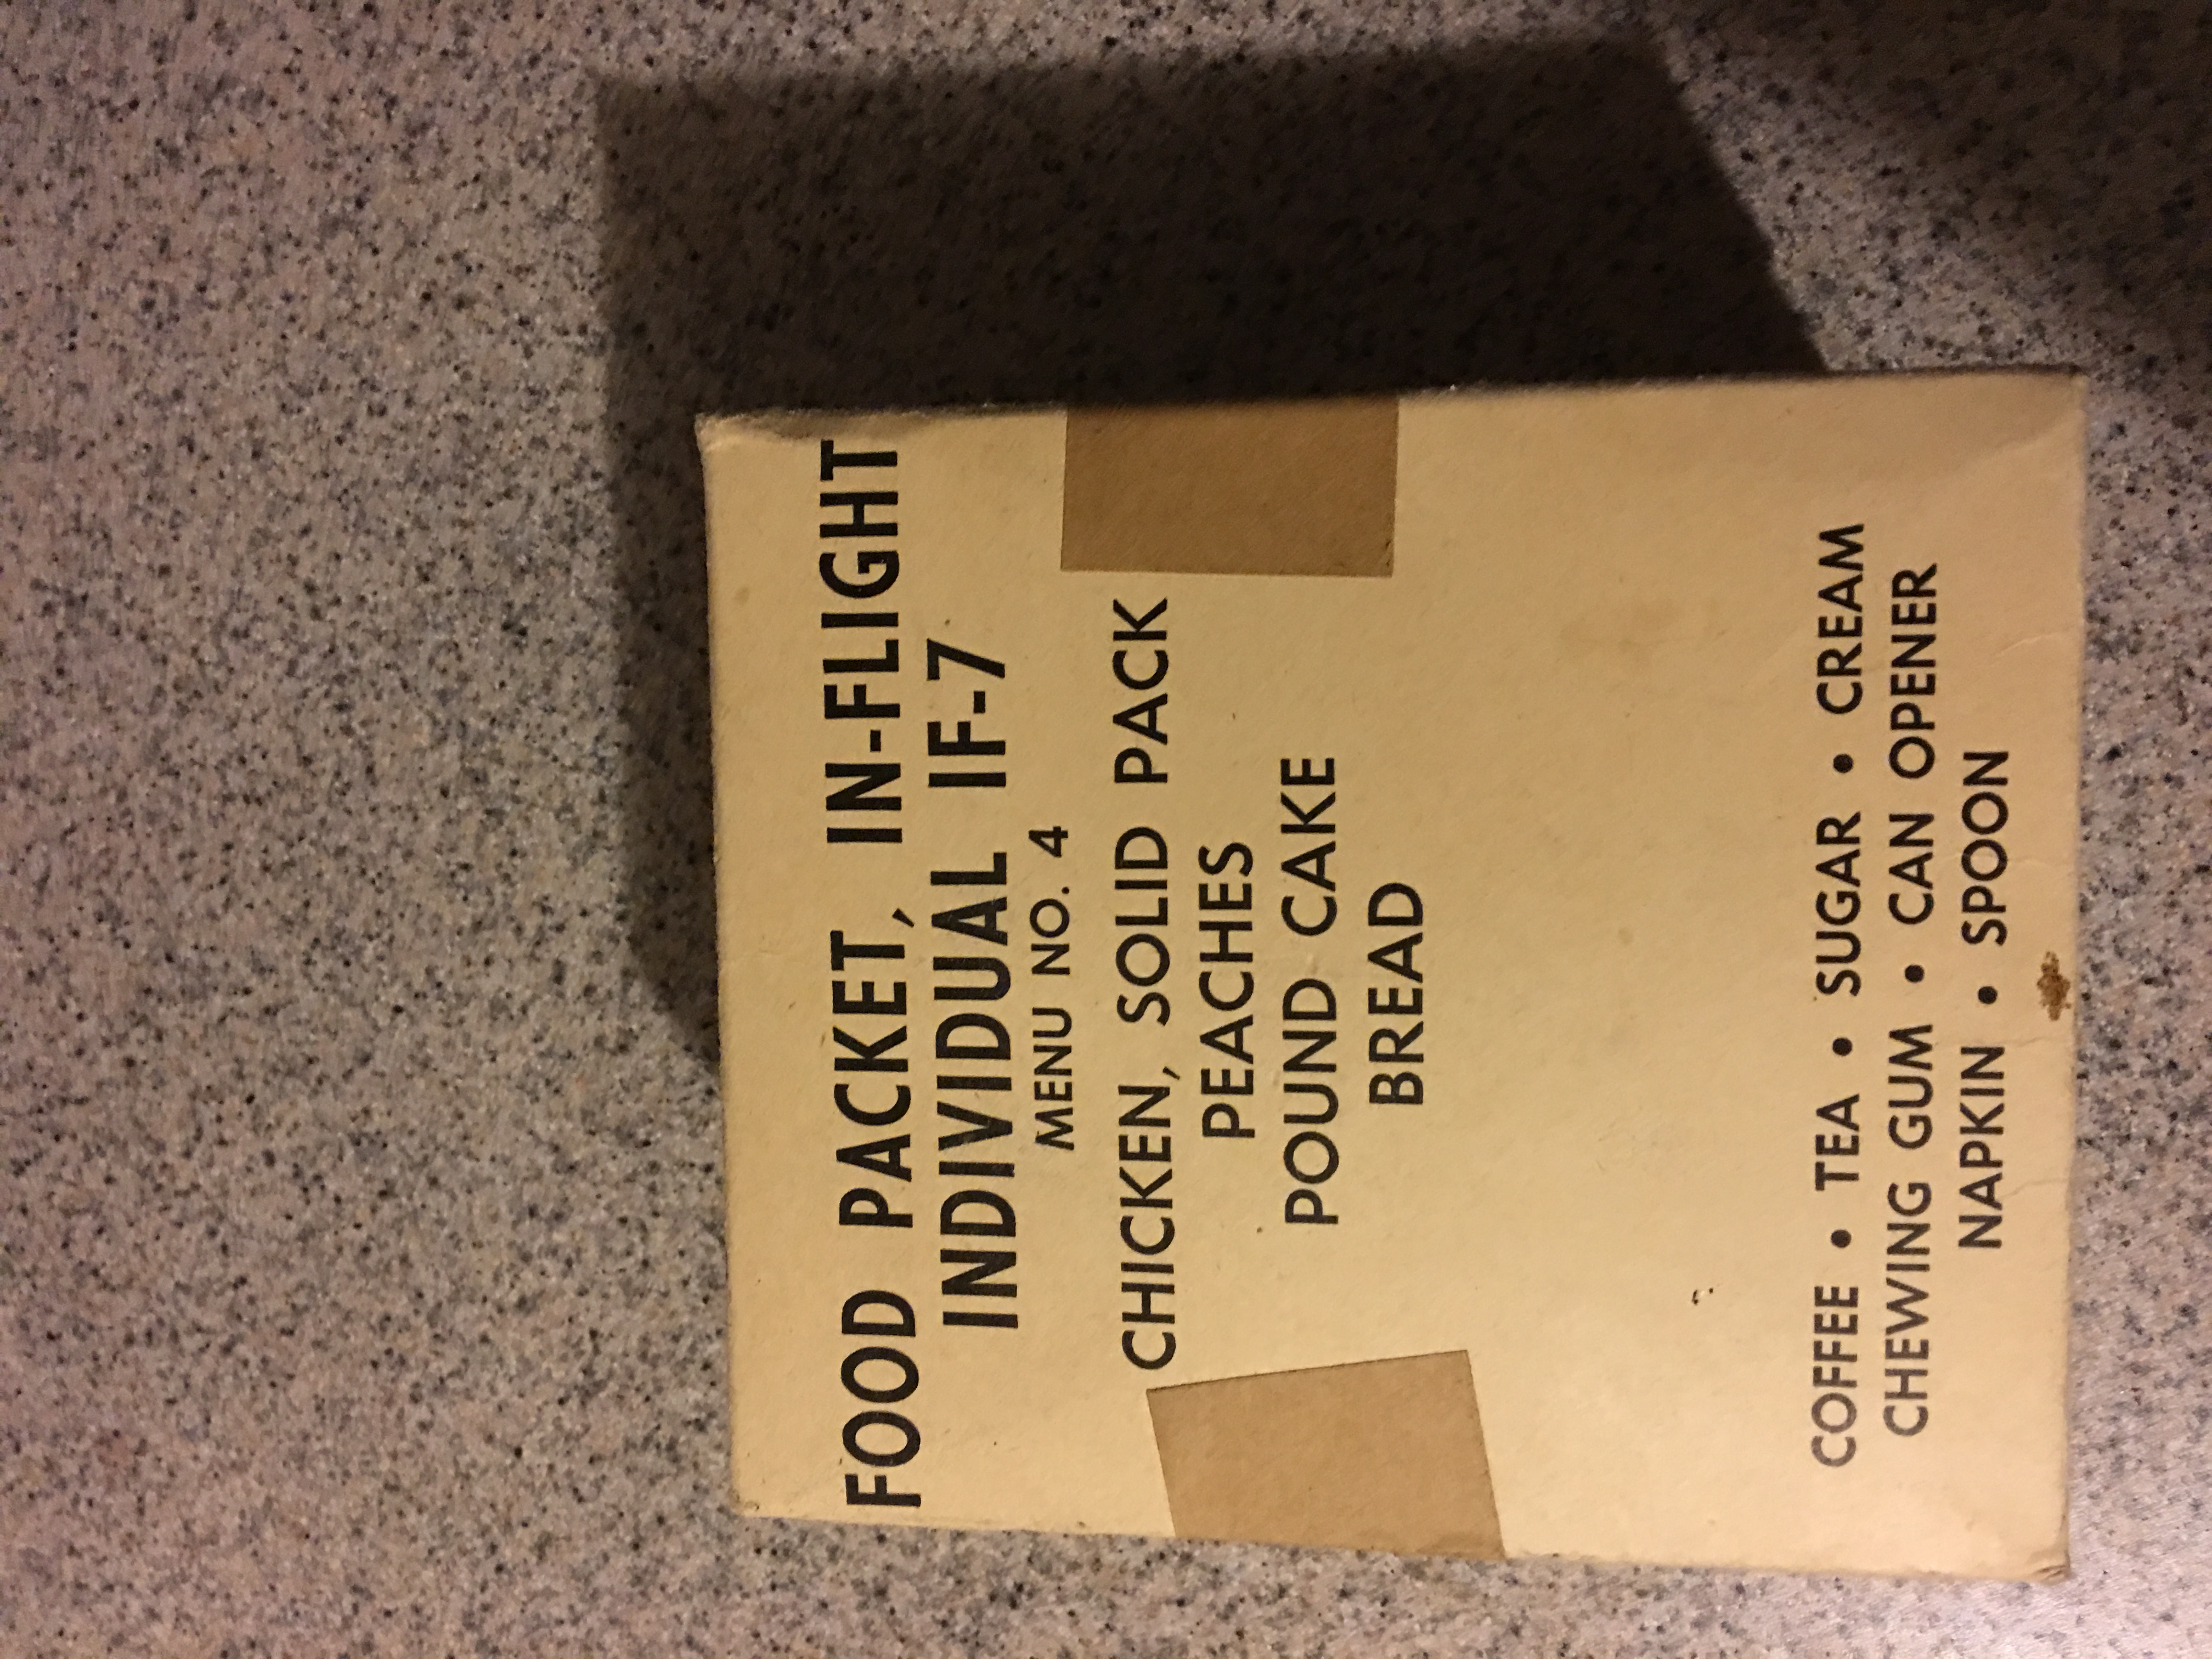 FOOD PACKET, IN-FLIGHT
INDIVIDUAL IF-7
MENU NO. 4
CHICKEN, SOLID PACK
PEACHES
POUND CAKE
BREAD
COFFEE • TEA • SUGAR • CREAM
CHEWING GUM • CAN OPENER
NAPKIN • SPOON